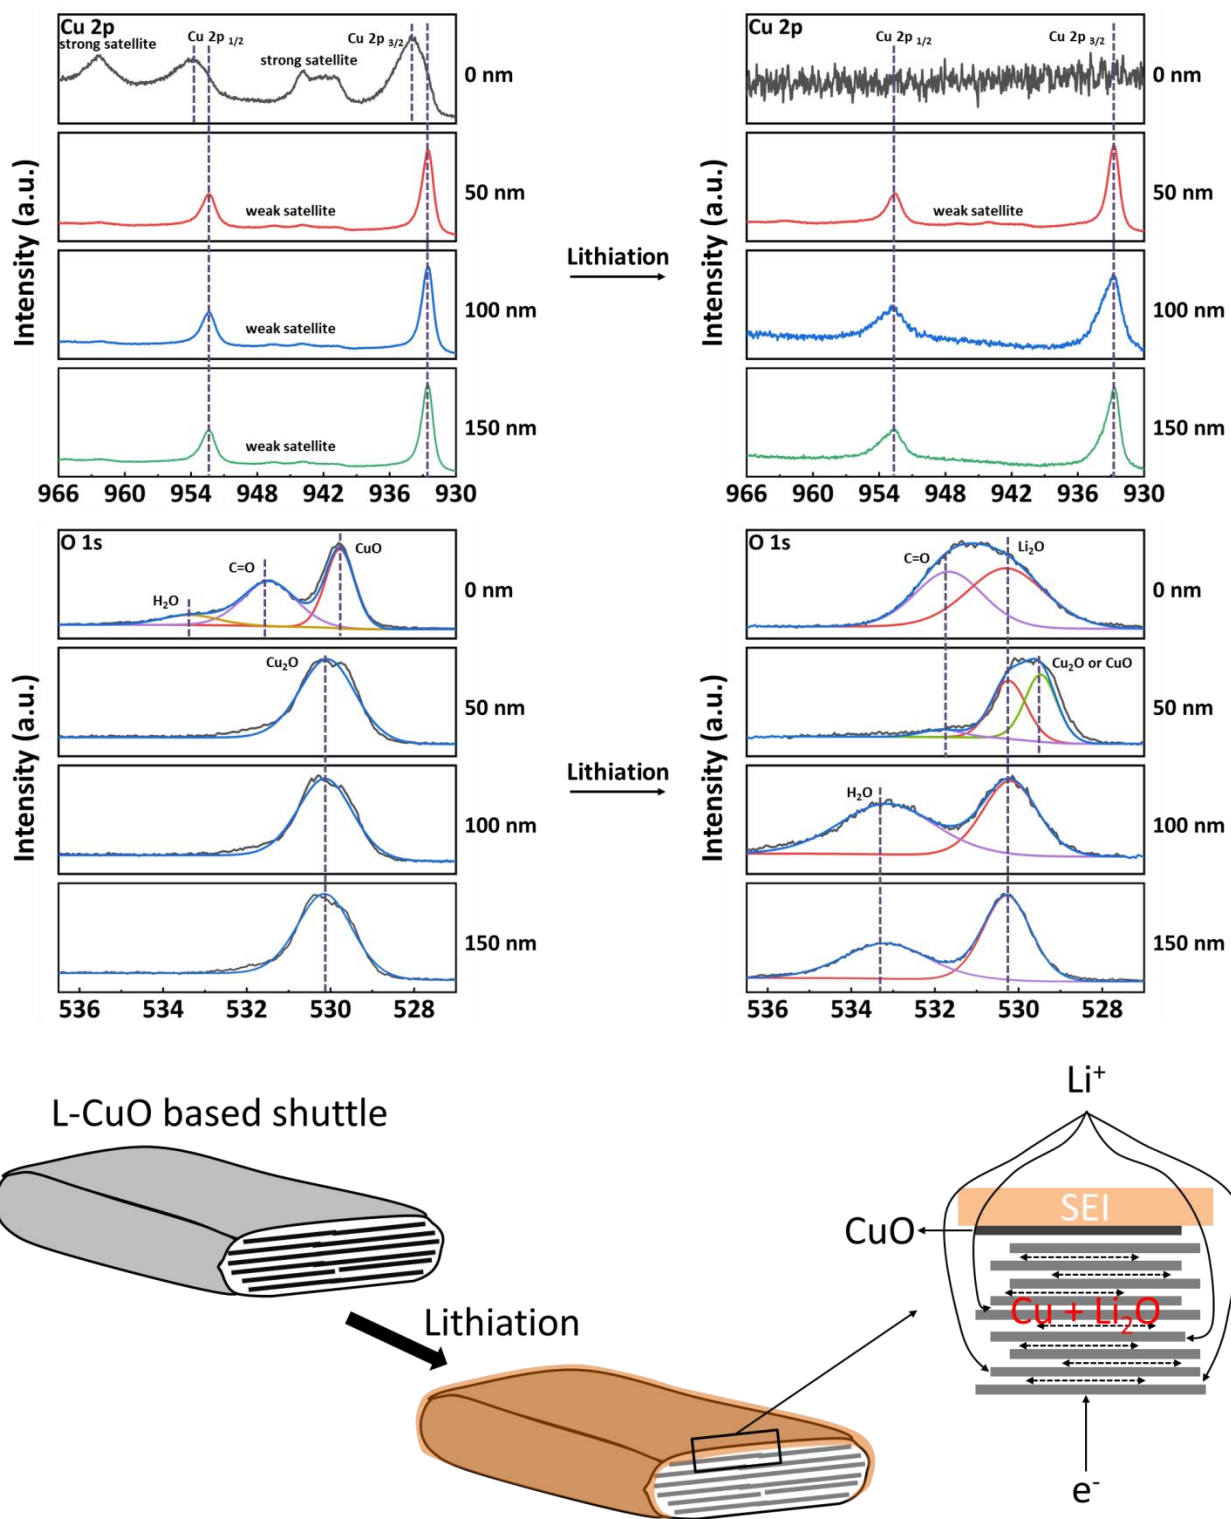 Cu 2p
strong satellite
Cu 2p 1/2
strong satellite
Cu 2p 3/2
0 nm
50 nm
weak satellite
100 nm
weak satellite
150 nm
weak satellite
Intensity (a.u.)
966 960 954 948 942 936 930
Lithiation
Cu 2p
Cu 2p 1/2
Cu 2p 3/2
0 nm
50 nm
weak satellite
100 nm
150 nm
Intensity (a.u.)
966 960 954 948 942 936 930
O 1s
H₂O
C=O
CuO
0 nm
Cu₂O
50 nm
100 nm
150 nm
Intensity (a.u.)
536 534 532 530 528
Lithiation
O 1s
C=O
Li₂O
0 nm
Cu₂O or CuO
50 nm
H₂O
100 nm
150 nm
Intensity (a.u.)
536 534 532 530 528
L-CuO based shuttle
Lithiation
Li⁺
SEI
CuO
Cu + Li₂O
e⁻